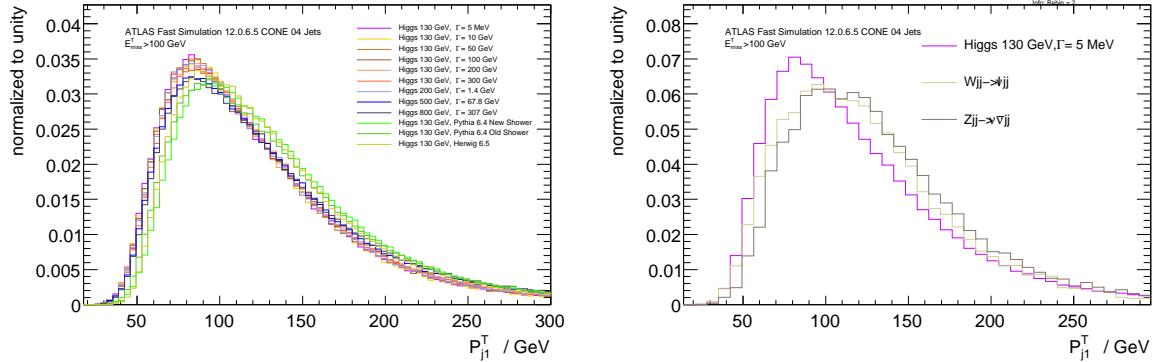 normalized to unity
ATLAS Fast Simulation 12.0.6.5 CONE 04 Jets
E^T_miss>100 GeV
Higgs 130 GeV, Γ= 5 MeV
Higgs 130 GeV, Γ= 10 GeV
Higgs 130 GeV, Γ= 50 GeV
Higgs 130 GeV, Γ= 100 GeV
Higgs 130 GeV, Γ= 200 GeV
Higgs 130 GeV, Γ= 300 GeV
Higgs 200 GeV, Γ= 1.4 GeV
Higgs 500 GeV, Γ= 67.8 GeV
Higgs 800 GeV, Γ= 307 GeV
Higgs 130 GeV, Pythia 6.4 New Shower
Higgs 130 GeV, Pythia 6.4 Old Shower
Higgs 130 GeV, Herwig 6.5
0.04
0.035
0.03
0.025
0.02
0.015
0.01
0.005
0
50 100 150 200 250 300
P^T_j1 / GeV
Info: Rebin = 2
normalized to unity
ATLAS Fast Simulation 12.0.6.5 CONE 04 Jets
E^T_miss>100 GeV
Higgs 130 GeV,Γ= 5 MeV
Wjj->
Zjj->
0.08
0.07
0.06
0.05
0.04
0.03
0.02
0.01
0
50 100 150 200 250
P^T_j1 / GeV